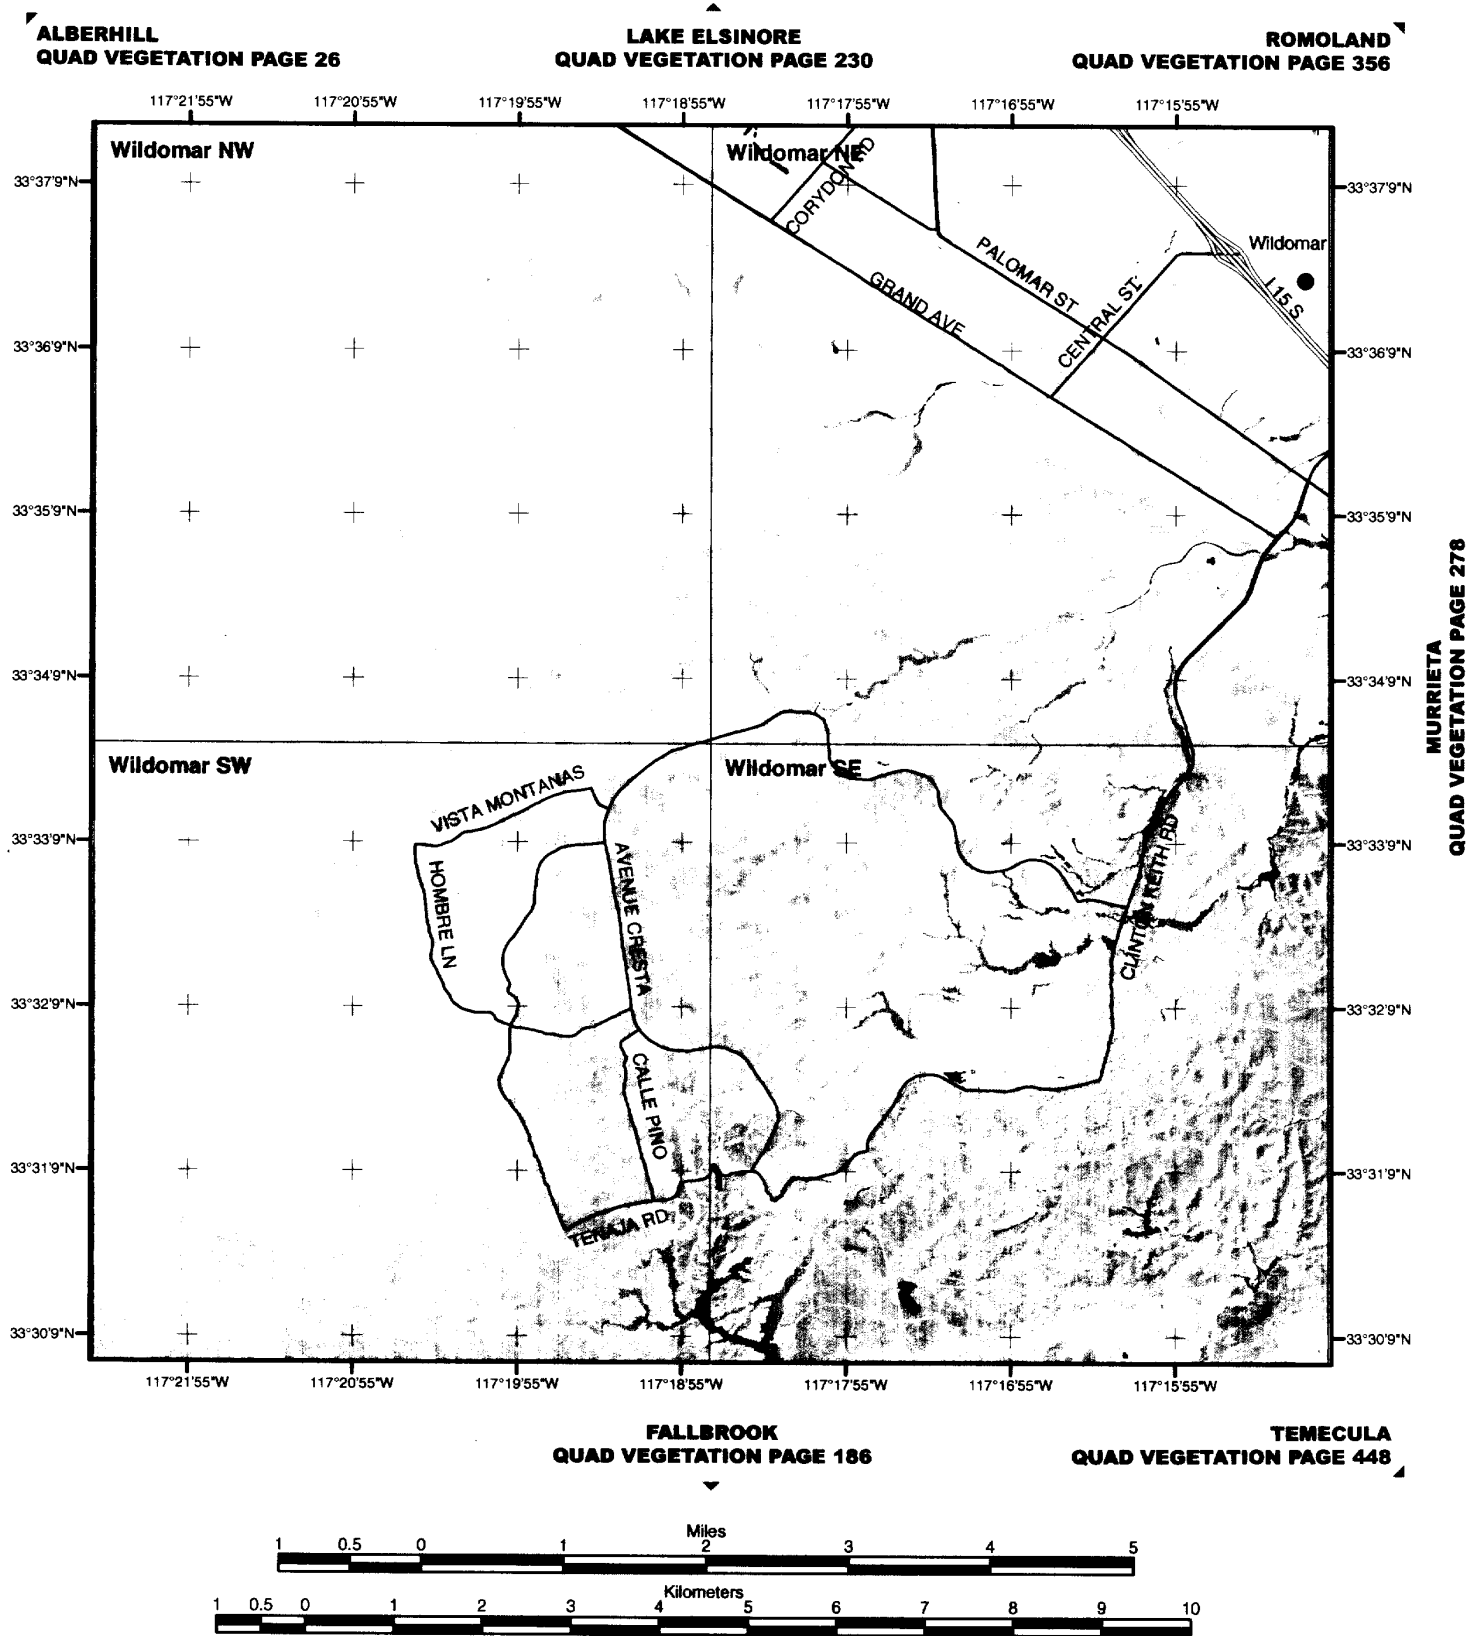 ALBERHILL
QUAD VEGETATION PAGE 26
LAKE ELSINORE
QUAD VEGETATION PAGE 230
ROMOLAND
QUAD VEGETATION PAGE 356
117°21'55"W
117°20'55"W
117°19'55"W
117°18'55"W
117°17'55"W
117°16'55"W
117°15'55"W
Wildomar NW
Wildomar NE
CORYDON RD
33°37'9"N
33°37'9"N
PALOMAR ST
Wildomar
GRAND AVE
CENTRAL ST
I 15 S
33°36'9"N
33°36'9"N
33°35'9"N
33°35'9"N
MURRIETA
QUAD VEGETATION PAGE 278
33°34'9"N
33°34'9"N
Wildomar SW
Wildomar SE
VISTA MONTANAS
33°33'9"N
33°33'9"N
HOMBRE LN
AVENUE CRESTA
CLINTON KEITH RD
33°32'9"N
33°32'9"N
CALLE PINO
33°31'9"N
33°31'9"N
TENAJA RD
33°30'9"N
33°30'9"N
117°21'55"W
117°20'55"W
117°19'55"W
117°18'55"W
117°17'55"W
117°16'55"W
117°15'55"W
FALLBROOK
QUAD VEGETATION PAGE 186
TEMECULA
QUAD VEGETATION PAGE 448
Miles
1 0.5 0 1 2 3 4 5
Kilometers
1 0.5 0 1 2 3 4 5 6 7 8 9 10